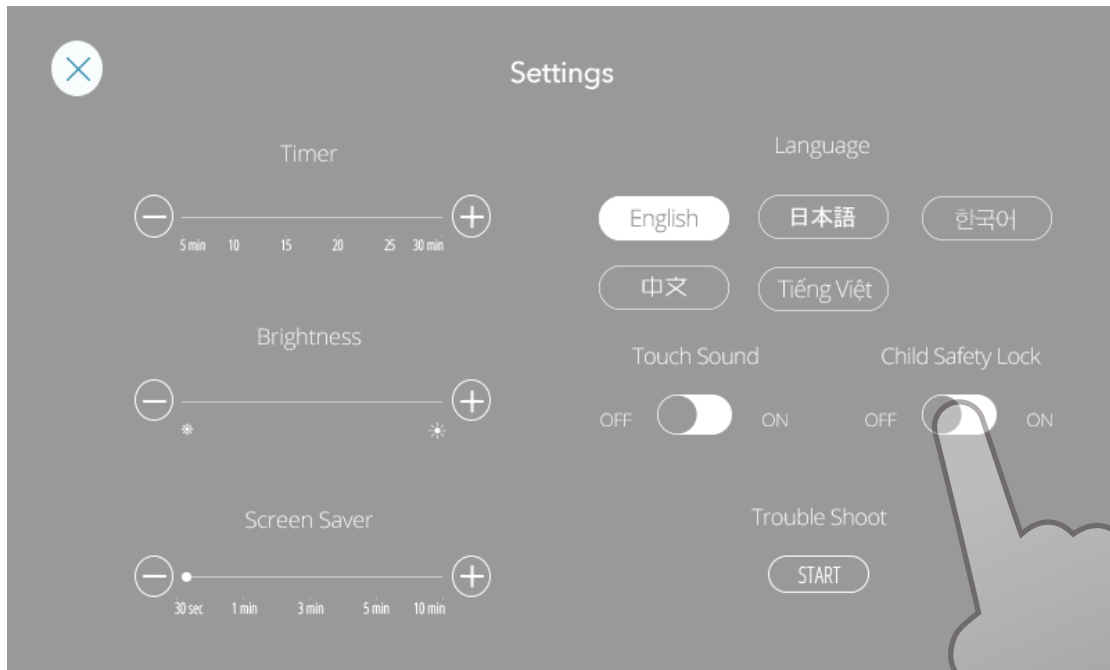 Settings
Timer
5 min 10 15 20 25 30 min
Brightness
Screen Saver
30 sec 1 min 3 min 5 min 10 min
Language
English 日本語 한국어
中文 Tiếng Việt
Touch Sound
OFF ON
Child Safety Lock
OFF ON
Trouble Shoot
START